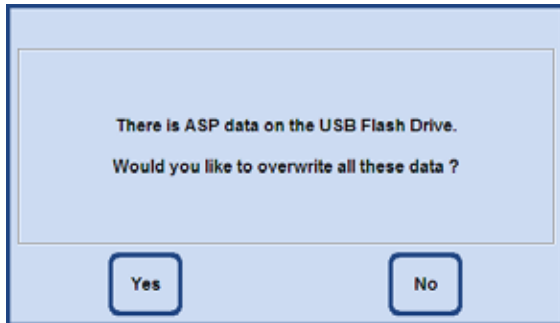 There is ASP data on the USB Flash Drive.
Would you like to overwrite all these data ?
Yes
No